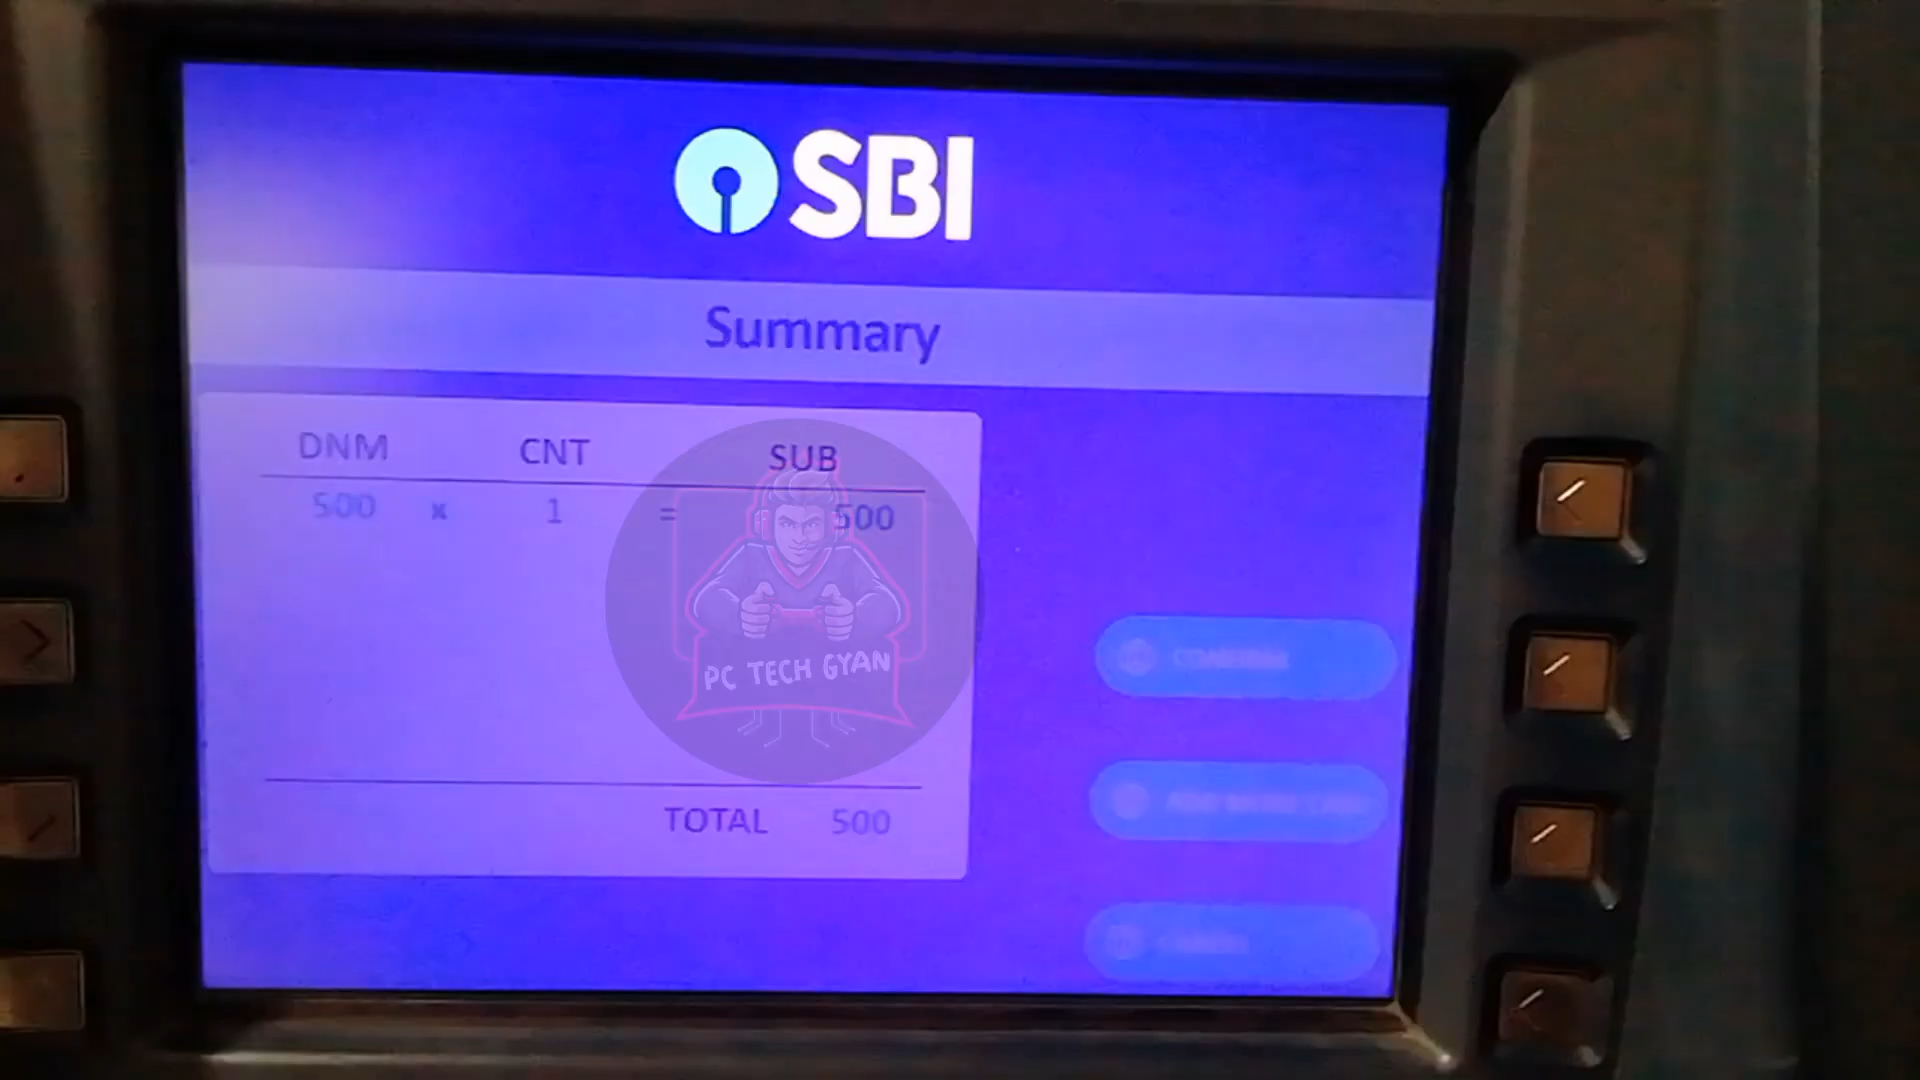 SBI
Summary
DNM CNT SUB
500 x 1 = 500
PC TECH GYAN
TOTAL 500